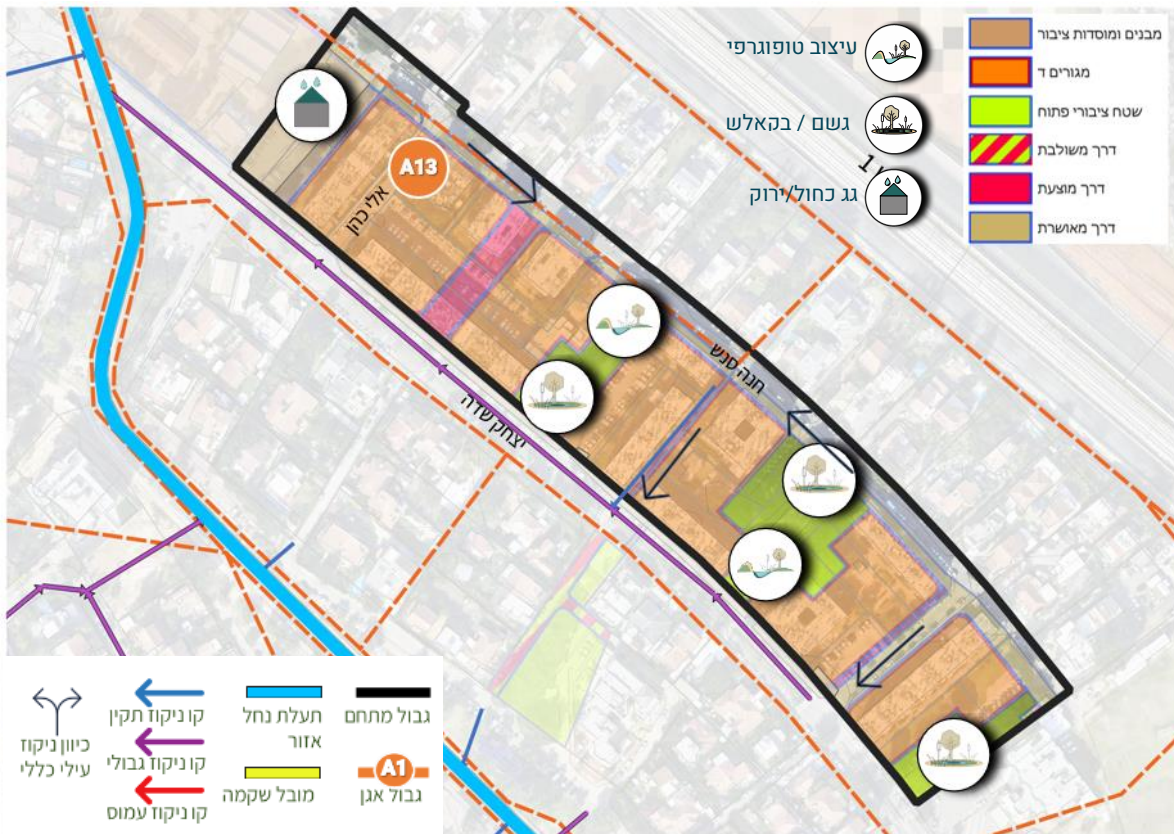 עיצוב טופוגרפי
גשם / בקאלש
גג כחול/ירוק
מבנים ומוסדות ציבור
מגורים ד
שטח ציבורי פתוח
דרך משולבת
דרך מוצעת
דרך מאושרת
A13
אלי כהן
חנה סנש
יצחק שדה
גבול מתחם
A1
גבול אגן
תעלת נחל
אזור
מובל שקמה
קו ניקוז תקין
קו ניקוז גבולי
קו ניקוז עמוס
כיוון ניקוז
עילי כללי